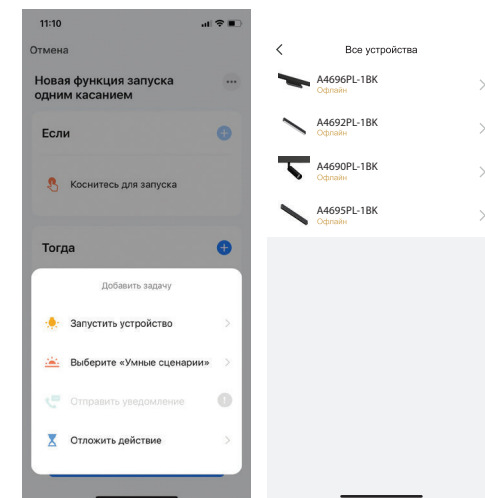 11:10
Отмена
Новая функция запуска
одним касанием
Если
Коснитесь для запуска
Тогда
Добавить задачу
Запустить устройство
Выберите «Умные сценарии»
Отправить уведомление
Отложить действие
Все устройства
A4696PL-1BK
Офлайн
A4692PL-1BK
Офлайн
A4690PL-1BK
Офлайн
A4695PL-1BK
Офлайн